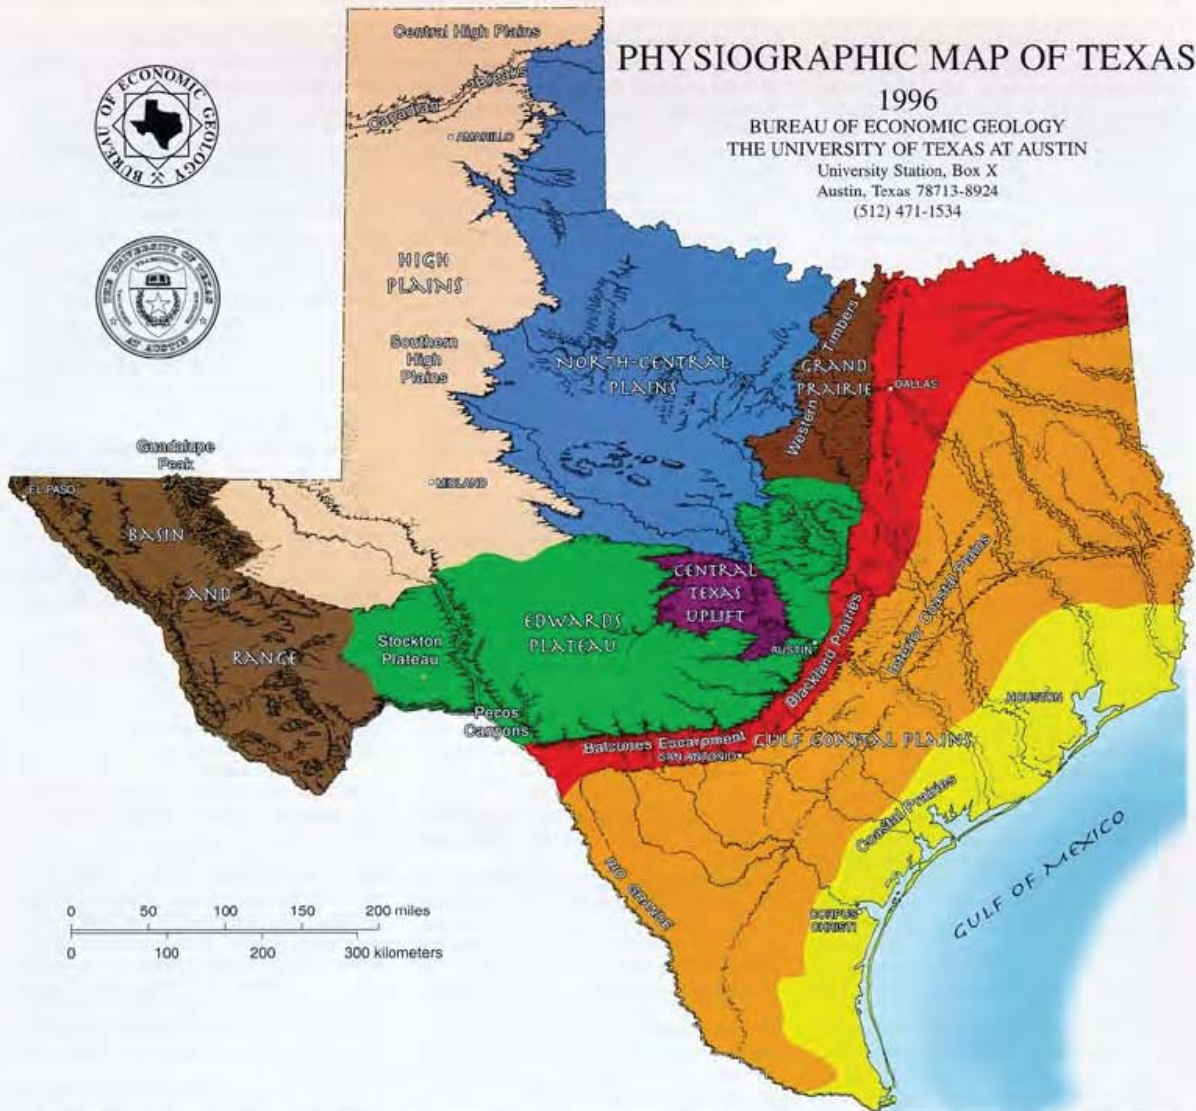 PHYSIOGRAPHIC MAP OF TEXAS
1996
BUREAU OF ECONOMIC GEOLOGY
THE UNIVERSITY OF TEXAS AT AUSTIN
University Station, Box X
Austin, Texas 78713-8924
(512) 471-1534
BUREAU OF ECONOMIC GEOLOGY
THE UNIVERSITY OF TEXAS
Central High Plains
Canadian Breaks
AMARILLO
HIGH
PLAINS
Southern
High
Plains
NORTH-CENTRAL
PLAINS
Western Timbers
GRAND
PRAIRIE
DALLAS
Guadalupe
Peak
EL PASO
MIDLAND
BASIN
AND
RANGE
CENTRAL
TEXAS
UPLIFT
EDWARDS
PLATEAU
Stockton
Plateau
AUSTIN
Pecos
Canyons
Blackland Prairies
Interior Coastal Plains
HOUSTON
Balcones Escarpment
SAN ANTONIO
GULF COASTAL PLAINS
Coastal Prairies
RIO GRANDE
CORPUS
CHRISTI
GULF OF MEXICO
0 50 100 150 200 miles
0 100 200 300 kilometers